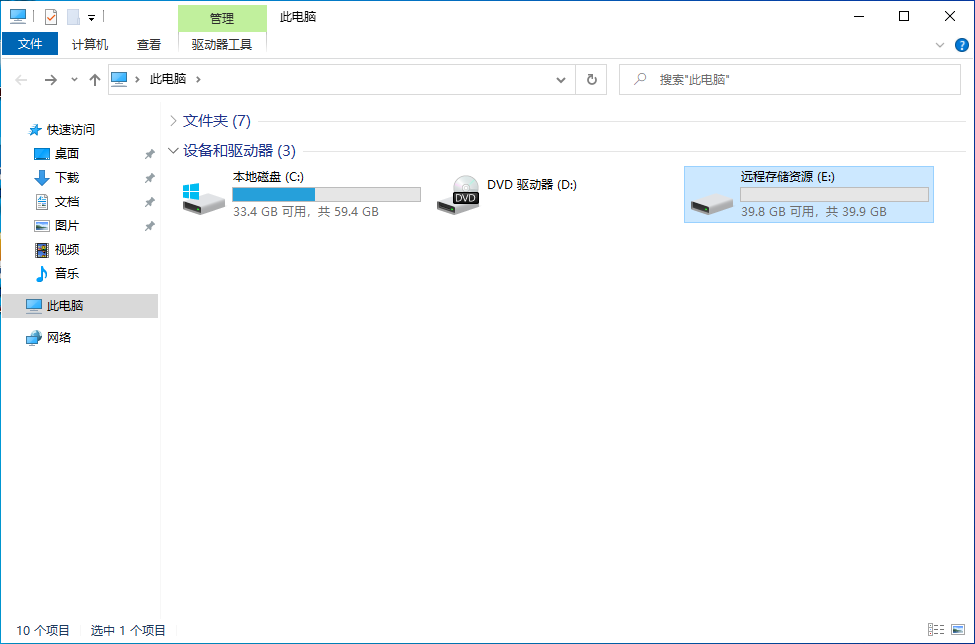 管理
此电脑
文件
计算机
查看
驱动器工具
?
此电脑
搜索"此电脑"
快速访问
桌面
下载
文档
图片
视频
音乐
此电脑
网络
文件夹 (7)
设备和驱动器 (3)
本地磁盘 (C:)
33.4 GB 可用，共 59.4 GB
DVD
DVD 驱动器 (D:)
远程存储资源 (E:)
39.8 GB 可用，共 39.9 GB
10 个项目
选中 1 个项目